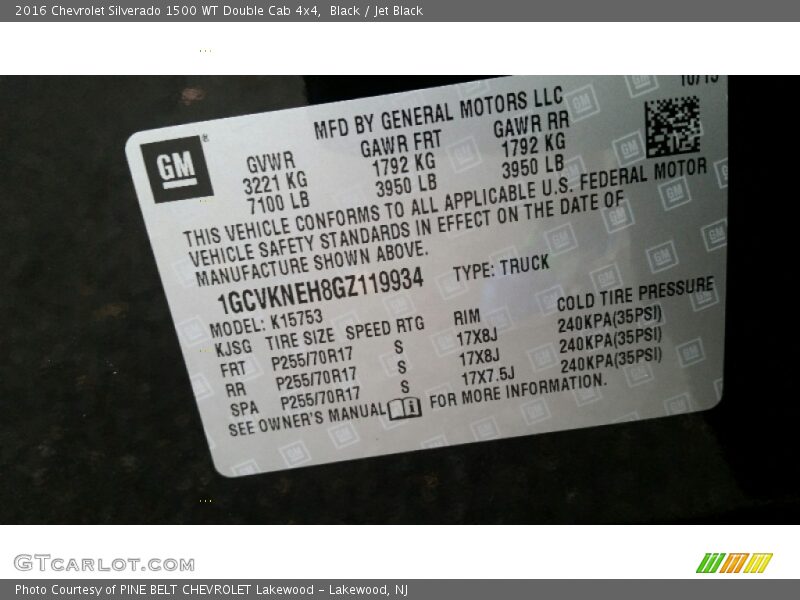 2016 Chevrolet Silverado 1500 WT Double Cab 4x4, Black / Jet Black
10/15
GM®
MFD BY GENERAL MOTORS LLC
GVWR GAWR FRT GAWR RR
3221 KG 1792 KG 1792 KG
7100 LB 3950 LB 3950 LB
THIS VEHICLE CONFORMS TO ALL APPLICABLE U.S. FEDERAL MOTOR
VEHICLE SAFETY STANDARDS IN EFFECT ON THE DATE OF
MANUFACTURE SHOWN ABOVE.
1GCVKNEH8GZ119934 TYPE: TRUCK
MODEL: K15753
KJSG TIRE SIZE SPEED RTG RIM COLD TIRE PRESSURE
FRT P255/70R17 S 17X8J 240KPA(35PSI)
RR P255/70R17 S 17X8J 240KPA(35PSI)
SPA P255/70R17 S 17X7.5J 240KPA(35PSI)
SEE OWNER'S MANUAL FOR MORE INFORMATION.
GTcarlot.com
Photo Courtesy of PINE BELT CHEVROLET Lakewood - Lakewood, NJ